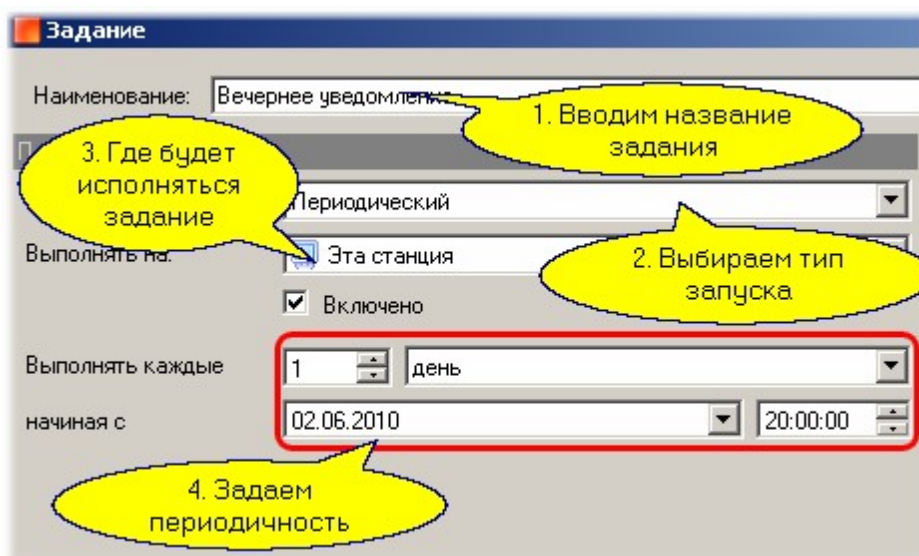 Задание
Наименование: Вечернее уведомление
1. Вводим название
задания
П
3. Где будет
исполняться
задание
Периодический
Выполнять на: Эта станция
2. Выбираем тип
запуска
Включено
Выполнять каждые 1 день
начиная с 02.06.2010 20:00:00
4. Задаем
периодичность